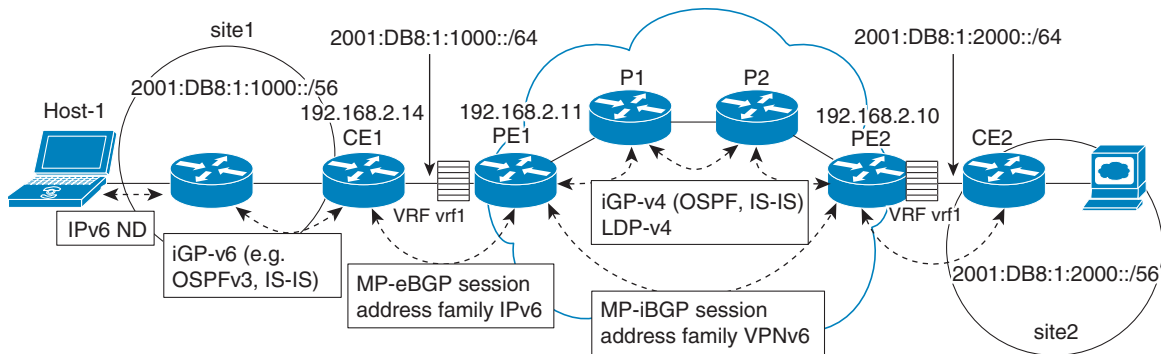 site1
2001:DB8:1:1000::/64
2001:DB8:1:2000::/64
2001:DB8:1:1000::/56
P1
P2
Host-1
192.168.2.14
192.168.2.11
192.168.2.10
CE1
PE1
PE2
CE2
VRF vrf1
VRF vrf1
IPv6 ND
iGP-v4 (OSPF, IS-IS)
LDP-v4
iGP-v6 (e.g.
OSPFv3, IS-IS)
MP-eBGP session
address family IPv6
MP-iBGP session
address family VPNv6
2001:DB8:1:2000::/56
site2